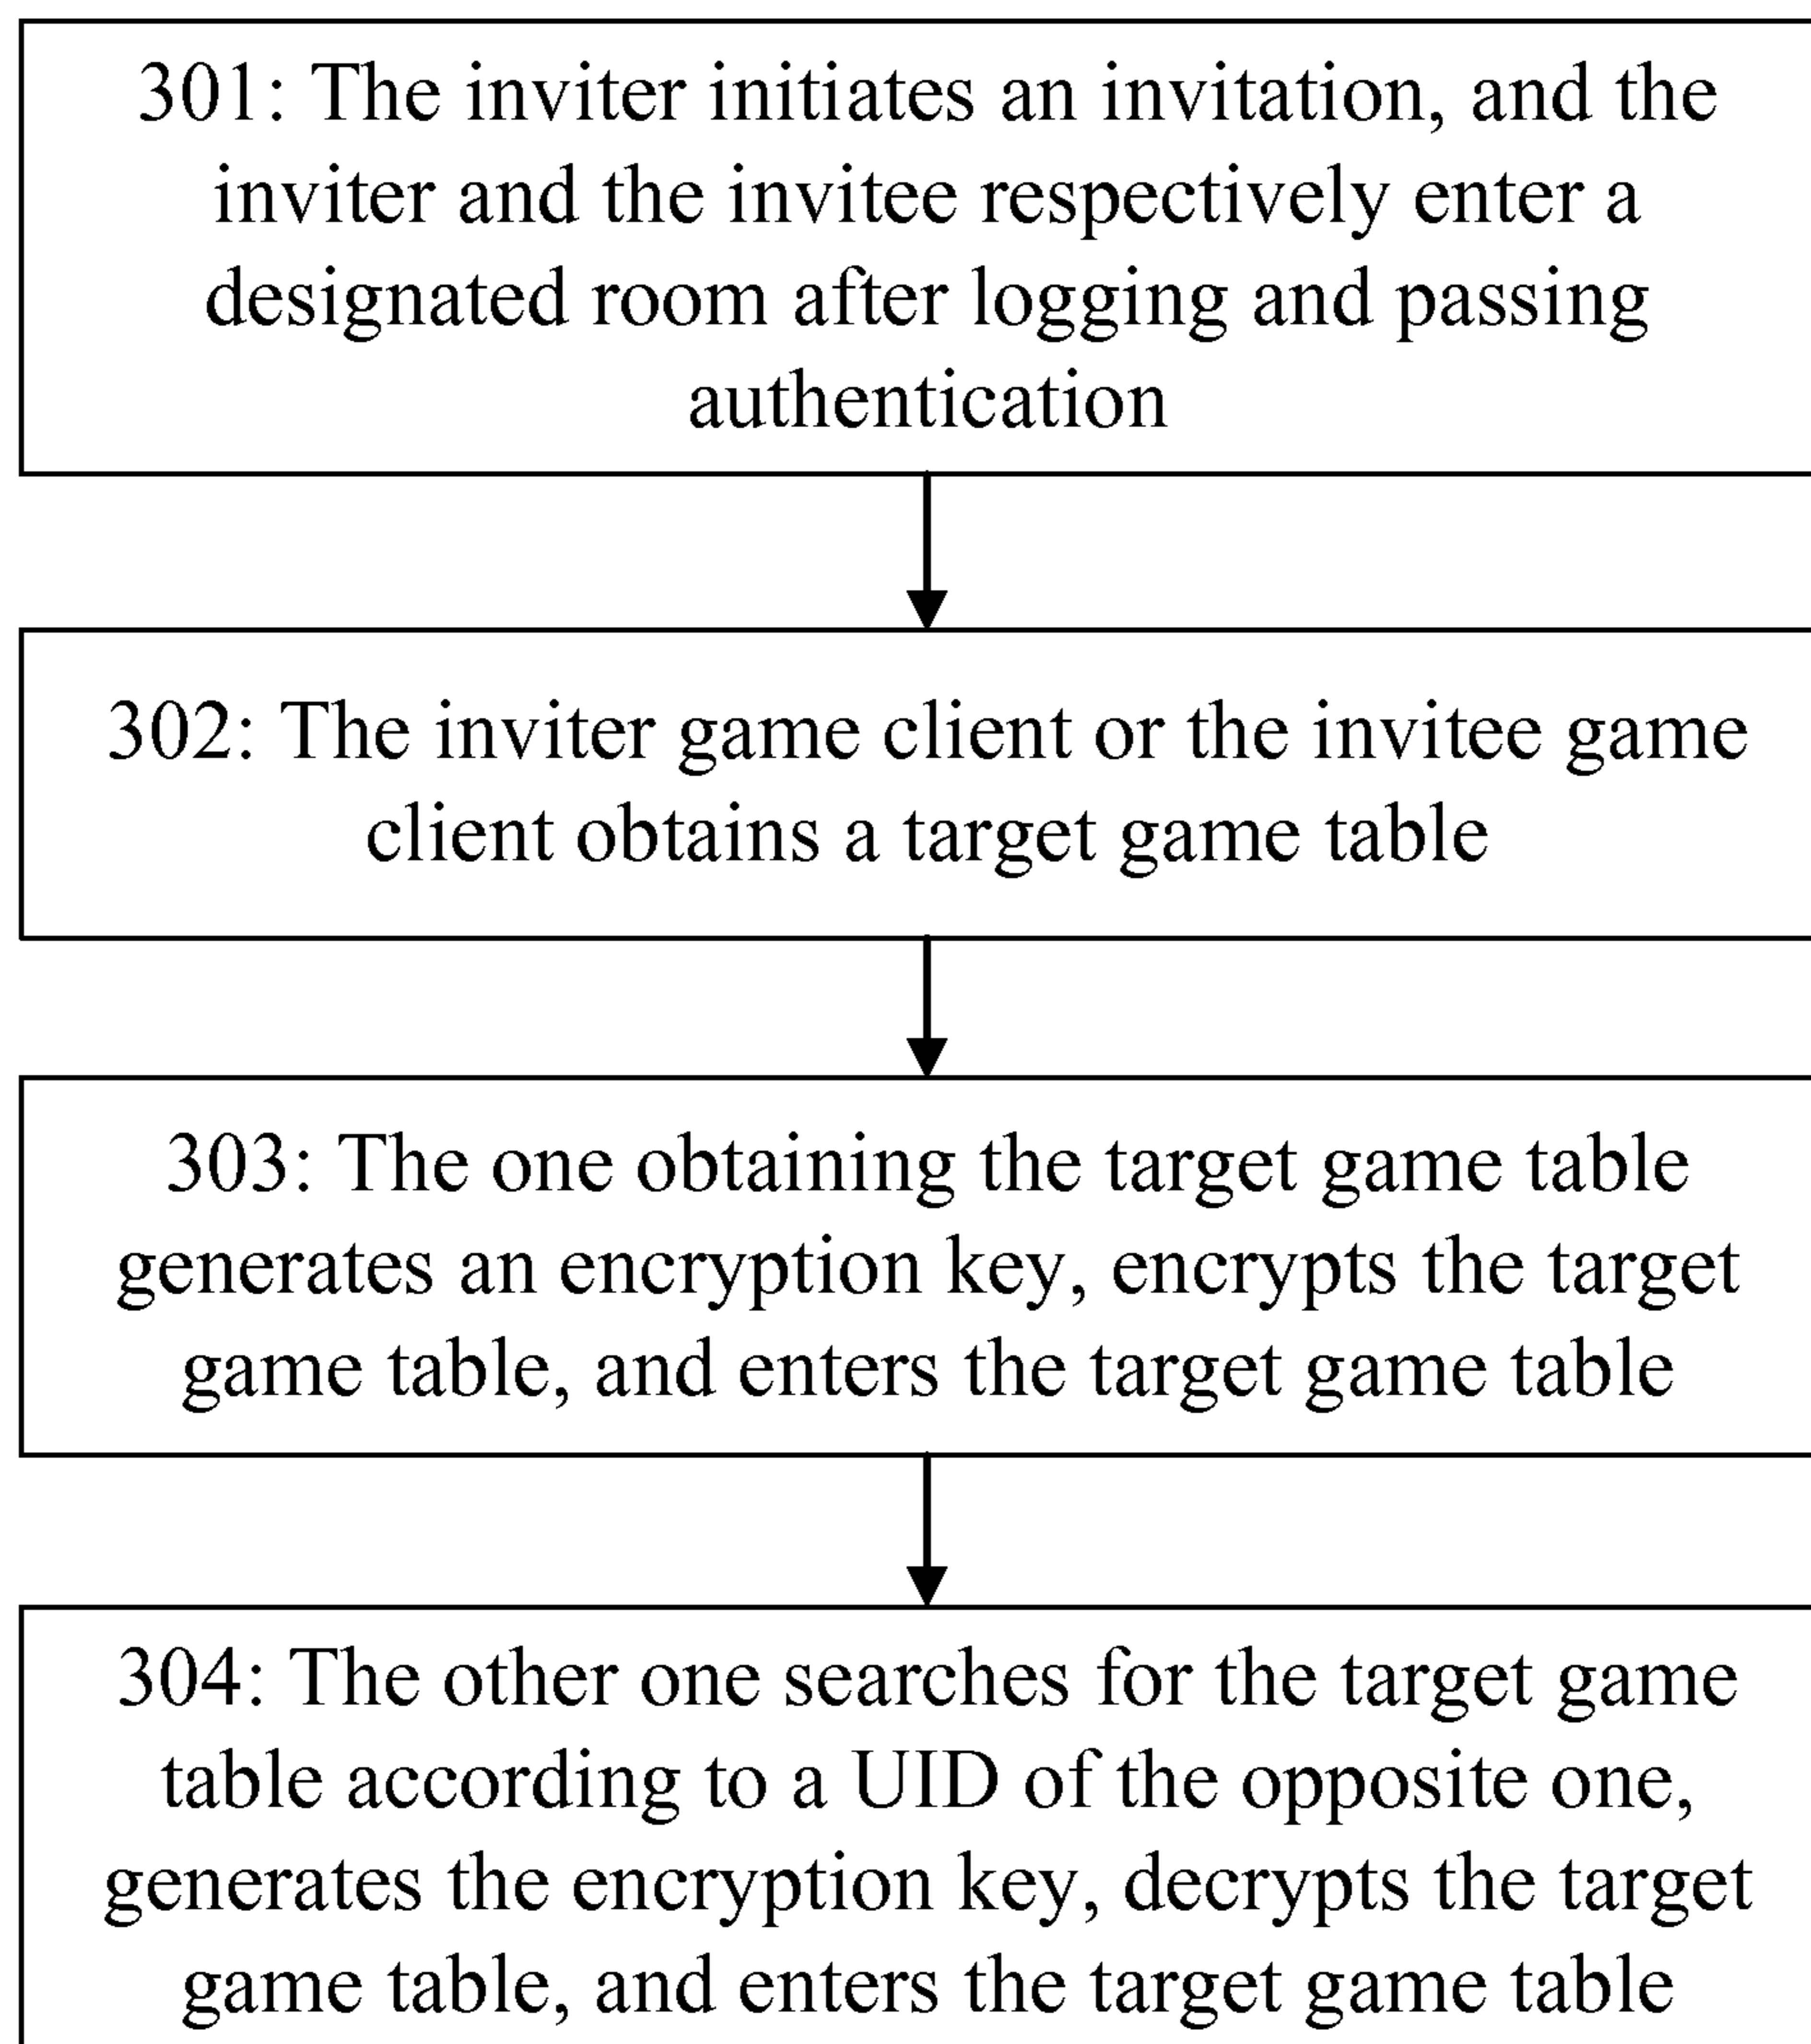 301: The inviter initiates an invitation, and the
inviter and the invitee respectively enter a
designated room after logging and passing
authentication
302: The inviter game client or the invitee game
client obtains a target game table
303: The one obtaining the target game table
generates an encryption key, encrypts the target
game table, and enters the target game table
304: The other one searches for the target game
table according to a UID of the opposite one,
generates the encryption key, decrypts the target
game table, and enters the target game table